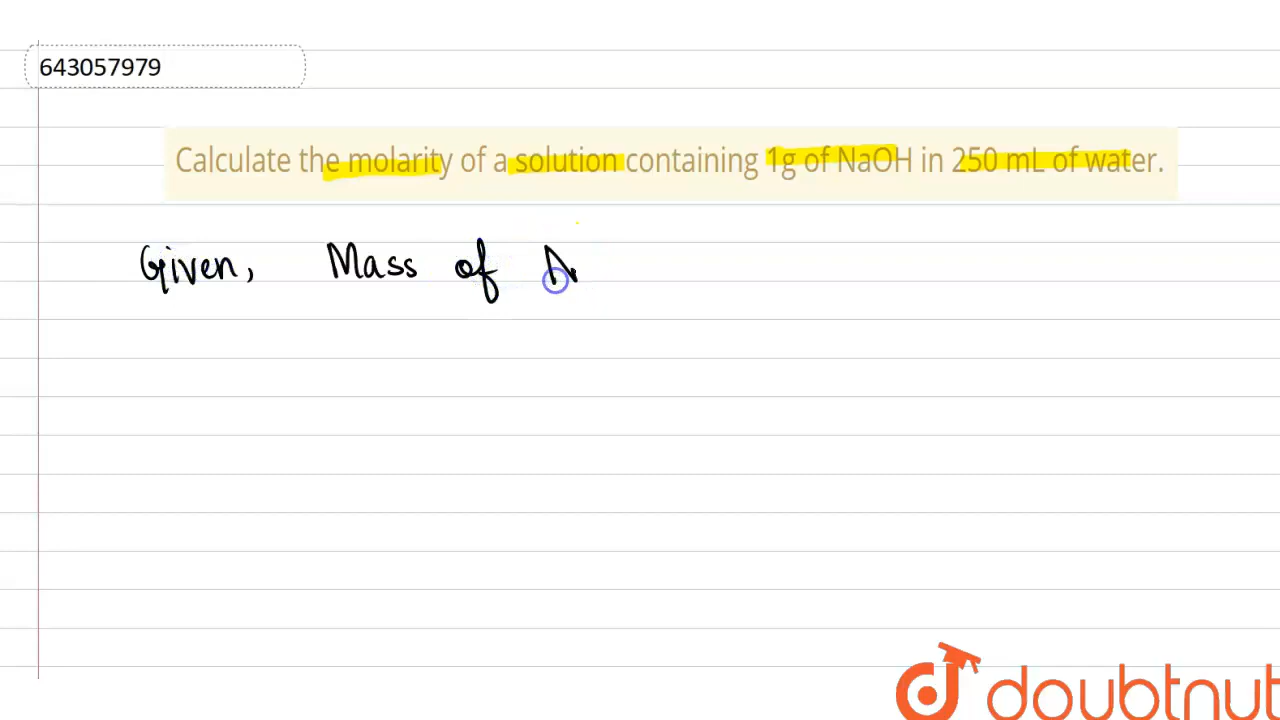 643057979
Calculate the molarity of a solution containing 1g of NaOH in 250 mL of water.
Given, Mass of
doubtnut